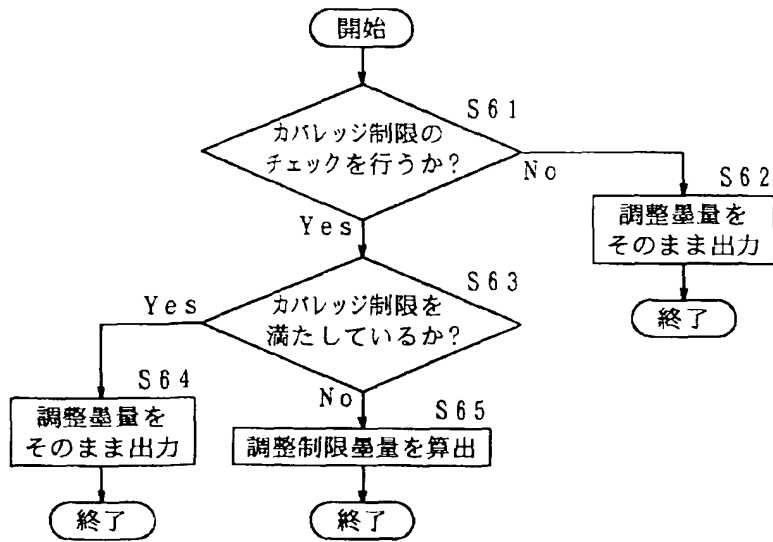 開始
S61
カバレッジ制限の
チェックを行うか?
No
Yes
S62
調整墨量を
そのまま出力
終了
S63
カバレッジ制限を
満たしているか?
Yes
No
S64
調整墨量を
そのまま出力
終了
S65
調整制限墨量を算出
終了